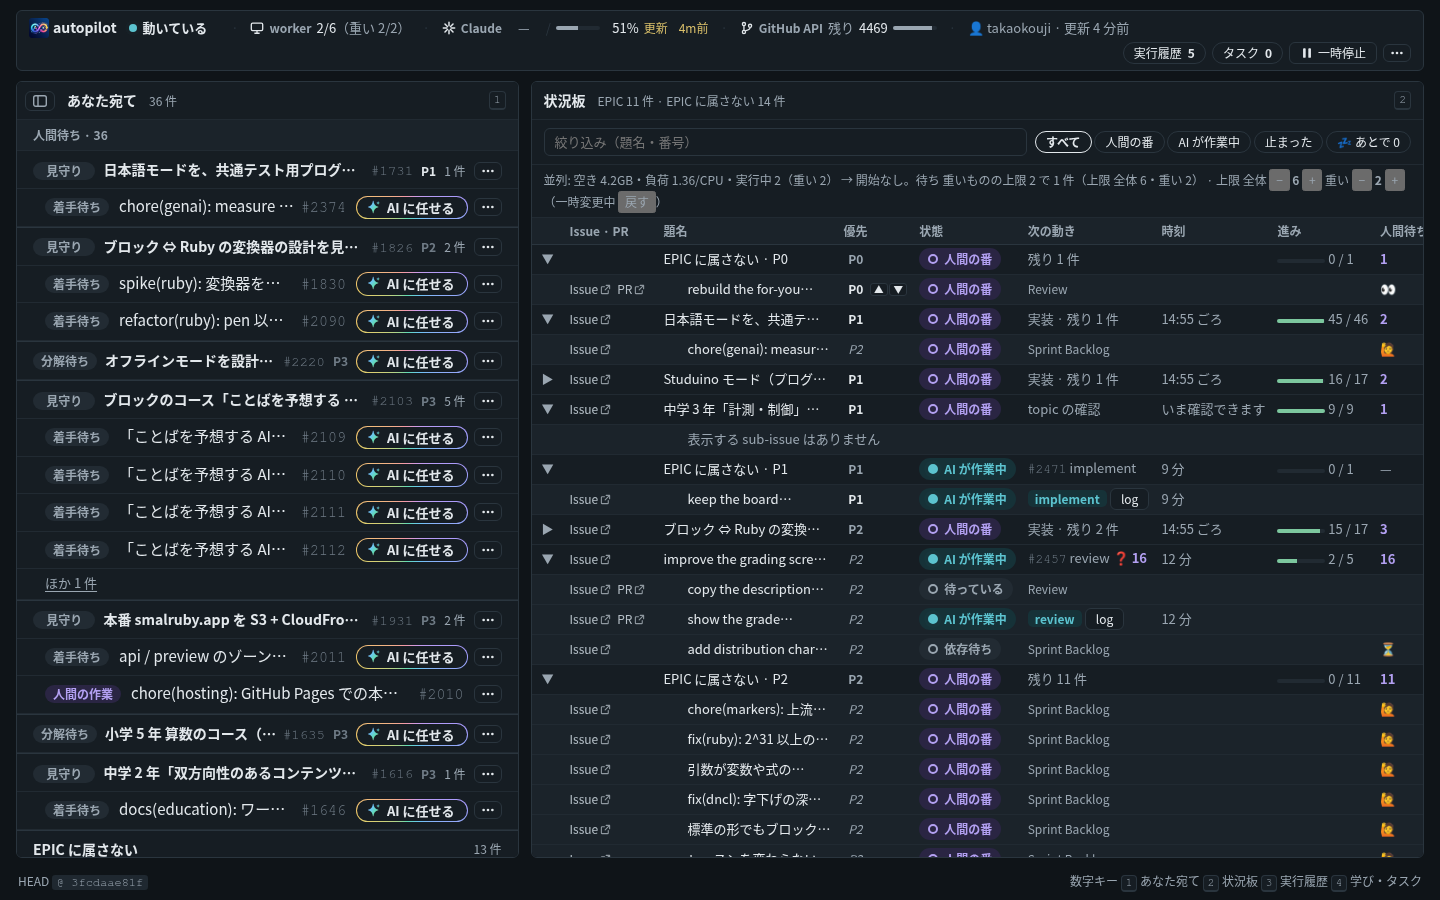 autopilot 動いている · worker 2/6（重い 2/2） · Claude — / 51% 更新 4m前 · GitHub API 残り 4469 · takaokouji · 更新 4 分前
実行履歴 5 タスク 0 一時停止 ···
あなた宛て 36 件 1
人間待ち · 36
見守り 日本語モードを、共通テスト用プログ… #1731 P1 1 件 ···
着手待ち chore(genai): measure … #2374 AI に任せる ···
見守り ブロック ⇔ Ruby の変換器の設計を見… #1826 P2 2 件 ···
着手待ち spike(ruby): 変換器を… #1830 AI に任せる ···
着手待ち refactor(ruby): pen 以… #2090 AI に任せる ···
分解待ち オフラインモードを設計… #2220 P3 AI に任せる ···
見守り ブロックのコース「ことばを予想する … #2103 P3 5 件 ···
着手待ち 「ことばを予想する AI… #2109 AI に任せる ···
着手待ち 「ことばを予想する AI… #2110 AI に任せる ···
着手待ち 「ことばを予想する AI… #2111 AI に任せる ···
着手待ち 「ことばを予想する AI… #2112 AI に任せる ···
ほか 1 件
見守り 本番 smalruby.app を S3 + CloudFro… #1931 P3 2 件 ···
着手待ち api / preview のゾーン… #2011 AI に任せる ···
人間の作業 chore(hosting): GitHub Pages での本… #2010 ···
分解待ち 小学 5 年 算数のコース（… #1635 P3 AI に任せる ···
見守り 中学 2 年「双方向性のあるコンテンツ… #1616 P3 1 件 ···
着手待ち docs(education): ワー… #1646 AI に任せる ···
EPIC に属さない 13 件
状況板 EPIC 11 件 · EPIC に属さない 14 件 2
絞り込み（題名・番号） すべて 人間の番 AI が作業中 止まった 💤 あとで 0
並列: 空き 4.2GB・負荷 1.36/CPU・実行中 2（重い 2） → 開始なし。待ち 重いものの上限 2 で 1 件（上限 全体 6・重い 2） · 上限 全体 − 6 + 重い − 2 +
（一時変更中 戻す）
Issue · PR 題名 優先 状態 次の動き 時刻 進み 人間待ち
▼ EPIC に属さない · P0 P0 人間の番 残り 1 件 0 / 1 1
Issue PR rebuild the for-you… P0 ▲ ▼ 人間の番 Review 👀
▼ Issue 日本語モードを、共通テ… P1 人間の番 実装 · 残り 1 件 14:55 ごろ 45 / 46 2
Issue chore(genai): measur… P2 人間の番 Sprint Backlog 🙋
▶ Issue Studuino モード（プログ… P1 人間の番 実装 · 残り 1 件 14:55 ごろ 16 / 17 2
▼ Issue 中学 3 年「計測・制御」… P1 人間の番 topic の確認 いま確認できます 9 / 9 1
表示する sub-issue はありません
▼ EPIC に属さない · P1 P1 AI が作業中 #2471 implement 9 分 0 / 1 —
Issue keep the board… P1 AI が作業中 implement log 9 分
▶ Issue ブロック ⇔ Ruby の変換… P2 人間の番 実装 · 残り 2 件 14:55 ごろ 15 / 17 3
▼ Issue improve the grading scre… P2 AI が作業中 #2457 review ❓ 16 12 分 2 / 5 16
Issue PR copy the description… P2 待っている Review
Issue PR show the grade… P2 AI が作業中 review log 12 分
Issue add distribution char… P2 依存待ち Sprint Backlog ⏳
▼ EPIC に属さない · P2 P2 人間の番 残り 11 件 0 / 11 11
Issue chore(markers): 上流… P2 人間の番 Sprint Backlog 🙋
Issue fix(ruby): 2^31 以上の… P2 人間の番 Sprint Backlog 🙋
Issue 引数が変数や式の… P2 人間の番 Sprint Backlog 🙋
Issue fix(dncl): 字下げの深… P2 人間の番 Sprint Backlog 🙋
Issue 標準の形でもブロック… P2 人間の番 Sprint Backlog 🙋
HEAD @ 3fcdaae81f
数字キー 1 あなた宛て 2 状況板 3 実行履歴 4 学び・タスク